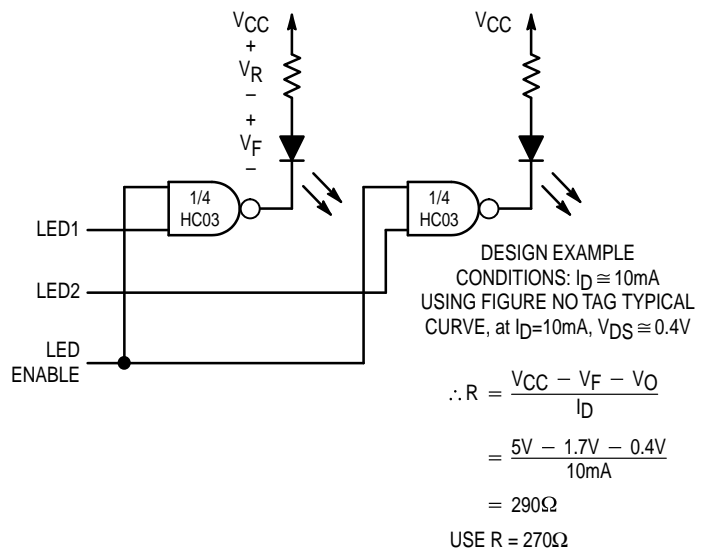 VCC
+
VR
−
+
VF
−
VCC
1/4
HC03
1/4
HC03
LED1
LED2
LED
ENABLE
DESIGN EXAMPLE
CONDITIONS: ID ≅ 10mA
USING FIGURE NO TAG TYPICAL
CURVE, at ID=10mA, VDS ≅ 0.4V
∴ R = VCC − VF − VO
ID
= 5V − 1.7V − 0.4V
10mA
= 290Ω
USE R = 270Ω